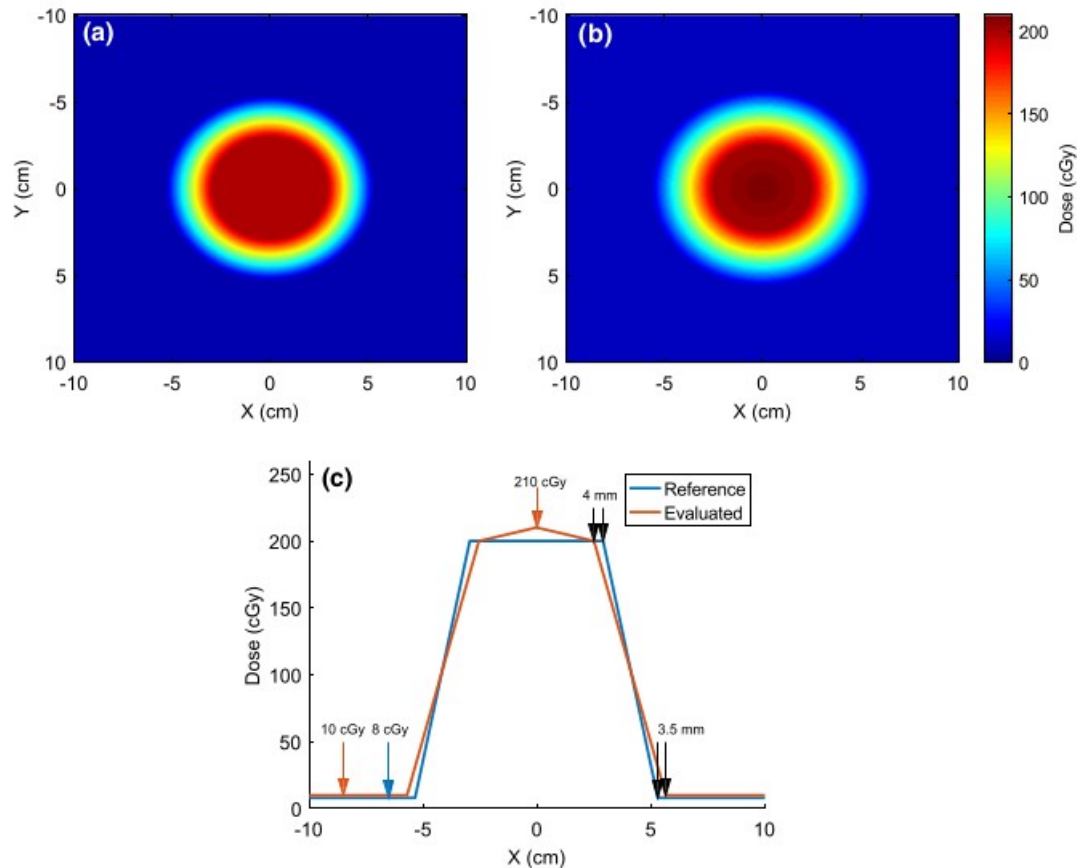 (a)
-10
-5
0
5
10
Y (cm)
-10 -5 0 5 10
X (cm)
(b)
-10
-5
0
5
10
Y (cm)
-10 -5 0 5 10
X (cm)
200
150
100
50
0
Dose (cGy)
(c)
250
200
150
100
50
0
Dose (cGy)
210 cGy
4 mm
Reference
Evaluated
10 cGy 8 cGy
3.5 mm
-10 -5 0 5 10
X (cm)